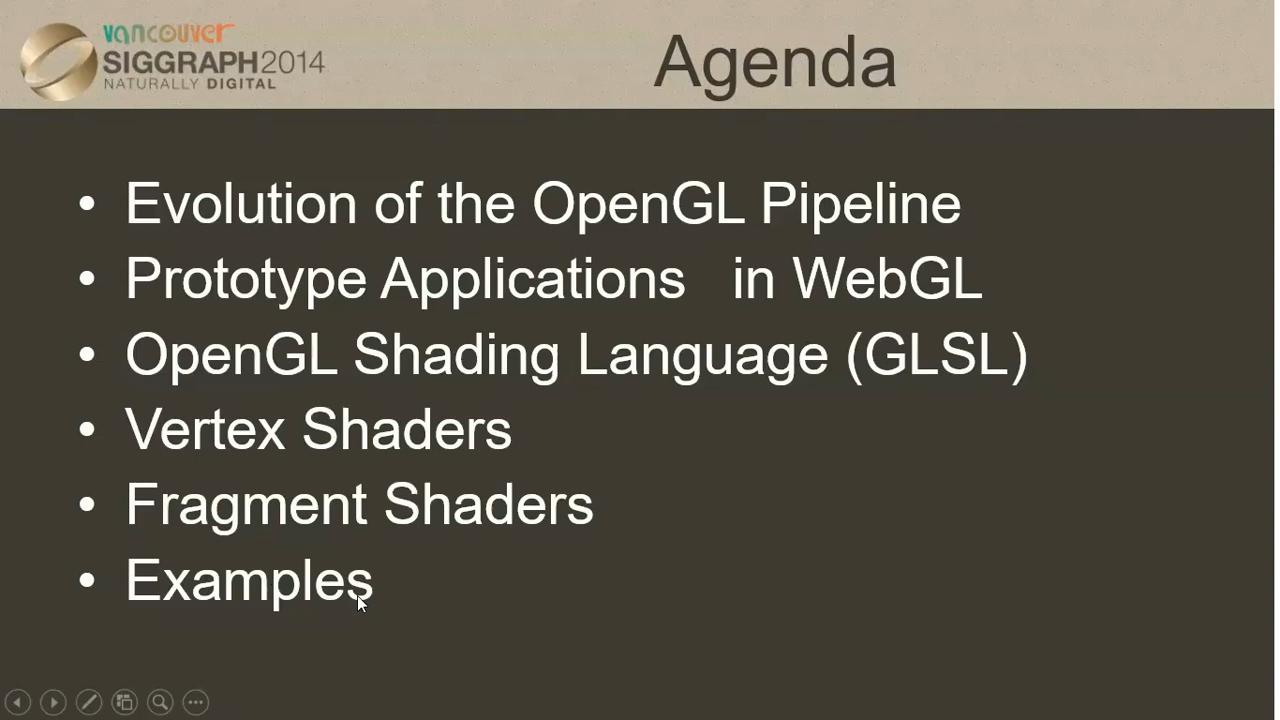 vancouver
SIGGRAPH2014
NATURALLY DIGITAL
Agenda
• Evolution of the OpenGL Pipeline
• Prototype Applications   in WebGL
• OpenGL Shading Language (GLSL)
• Vertex Shaders
• Fragment Shaders
• Examples